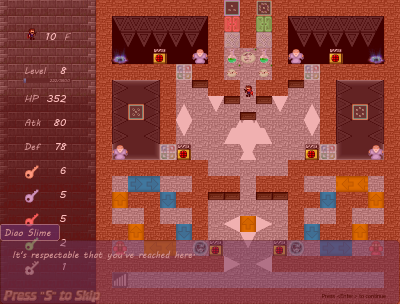 10 F
Level 8
HP 352
Atk 80
Def 78
6
5
5
2
1
Diao Slime
It's respectable that you've reached here
Press "S" to Skip